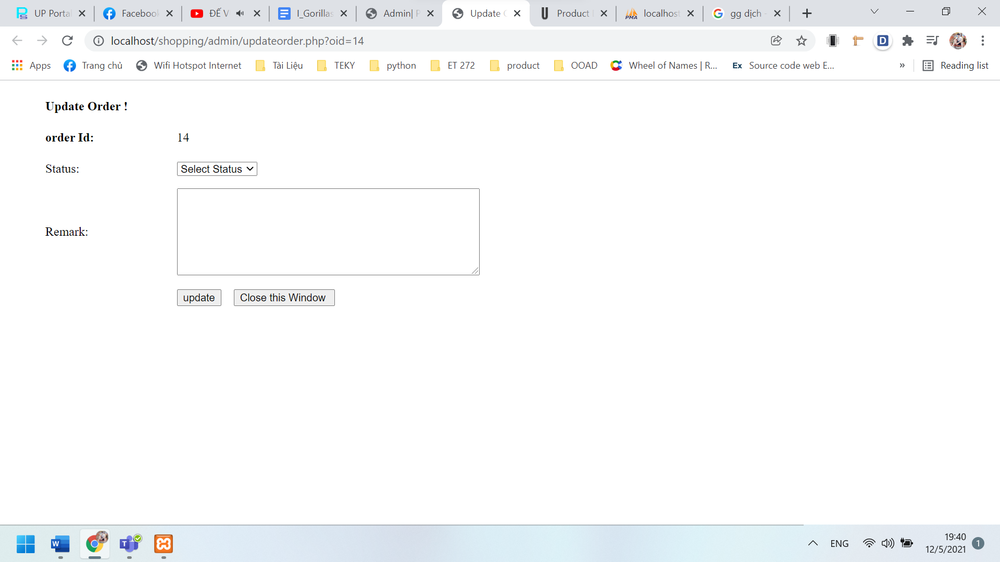 UP Porta Facebook ĐẾ V I_Gorillas Admin| P Update Product localhost gg dịch -
localhost/shopping/admin/updateorder.php?oid=14
Apps Trang chủ Wifi Hotspot Internet Tài Liệu TEKY python ET 272 product OOAD Wheel of Names | R... Ex Source code web E... » Reading list
Update Order !
order Id: 14
Status: Select Status
Remark:
update Close this Window
ENG 19:40 1
12/5/2021